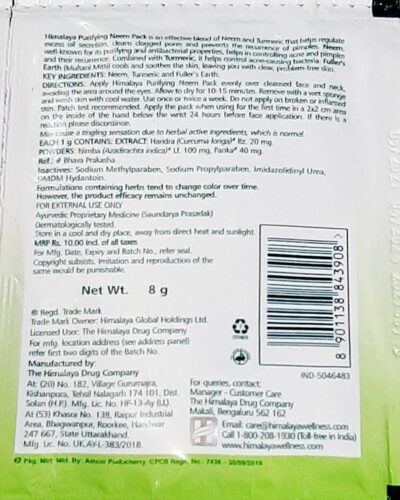 Himalaya Purifying Neem Pack is an effective blend of Neem and Turmeric that helps regulate
excess oil secretion, clears clogged pores and prevents the recurrence of pimples. Neem,
well-known for its purifying and antibacterial properties, helps in controlling acne and pimples
and their recurrence. Combined with Turmeric, it helps control acne-causing bacteria. Fuller's
Earth (Multani Mitti) cools and soothes the skin, leaving you with clear, problem-free skin.
KEY INGREDIENTS: Neem, Turmeric and Fuller's Earth.
DIRECTIONS: Apply Himalaya Purifying Neem Pack evenly over cleansed face and neck,
avoiding the area around the eyes. Allow to dry for 10-15 minutes. Remove with a wet sponge
and wash skin with cool water. Use once or twice a week. Do not apply on broken or inflamed
skin. Patch test recommended. Apply the pack when using for the first time in a 2x2 cm area
on the inside of the hand below the wrist 24 hours before face application. If there is a
reaction please discontinue.
May cause a tingling sensation due to herbal active ingredients, which is normal.
EACH 1 g CONTAINS: EXTRACT: Haridra (Curcuma longa)# Rz. 20 mg.
POWDERS: Nimba (Azadirachta indica)# Lf. 100 mg, Panka# 40 mg.
Ref.: # Bhava Prakasha
Inactives: Sodium Methylparaben, Sodium Propylparaben, Imidazolidinyl Urea,
DMDM Hydantoin.
Formulations containing herbs tend to change color over time.
However, the product efficacy remains unchanged.
FOR EXTERNAL USE ONLY
Ayurvedic Proprietary Medicine (Saundarya Prasadak)
Dermatologically tested.
Store in a cool and dry place, away from direct heat and sunlight.
MRP Rs. 10.00 Incl. of all taxes
For Mfg. Date, Expiry and Batch No., refer seal.
Copyright subsists. Imitation and reproduction of the
same would be punishable.
Net Wt. 8 g
8 901138 843908
® Regd. Trade Mark
Trade Mark Owner: Himalaya Global Holdings Ltd.
Licensed User: The Himalaya Drug Company
For mfg. location (see address panel)
refer first two digits of the Batch No.
Manufactured by:
The Himalaya Drug Company
At: (20) No. 182, Village Gurumajra,
Kishanpura, Tehsil Nalagarh 174 101, Dist.
Solan (H.P.) Mfg. Lic. No. HP-13-Ay (U.)
At (53) Khasra No. 138, Raipur Industrial
Area, Bhagwanpur, Roorkee, Haridwar
247 667, State Uttarakhand,
Mfg. Lic. No. UK.AY-L-383/2018.
OTHER
IND-5046483
For queries, contact:
Manager - Customer Care
The Himalaya Drug Company
Makali, Bengaluru 562 162
Email: care@himalayawellness.com
Call 1-800-208-1930 (Toll-free in India)
www.himalayawellness.com
Pkg. Mtrl. Mfd. By: Amcor Puducherry CPCB Regn. No.: 7438 - 30/09/2019